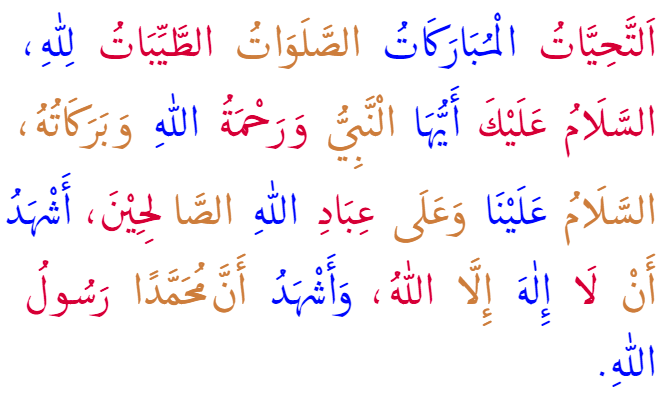 اَلتَّحِيَّاتُ الْمُبَارَكَاتُ الصَّلَوَاتُ الطَّيِّبَاتُ لِلّٰهِ،
السَّلَامُ عَلَيْكَ أَيُّهَا الْنَّبِيُّ وَرَحْمَةُ اللّٰهِ وَبَرَكَاتُهُ،
السَّلَامُ عَلَيْنَا وَعَلَى عِبَادِ اللّٰهِ الصَّا لِحِيْنَ، أَشْهَدُ
أَنْ لَا إِلٰهَ إِلَّا اللّٰهُ، وَأَشْهَدُ أَنَّ مُحَمَّدًا رَسُولُ
اللّٰهِ.